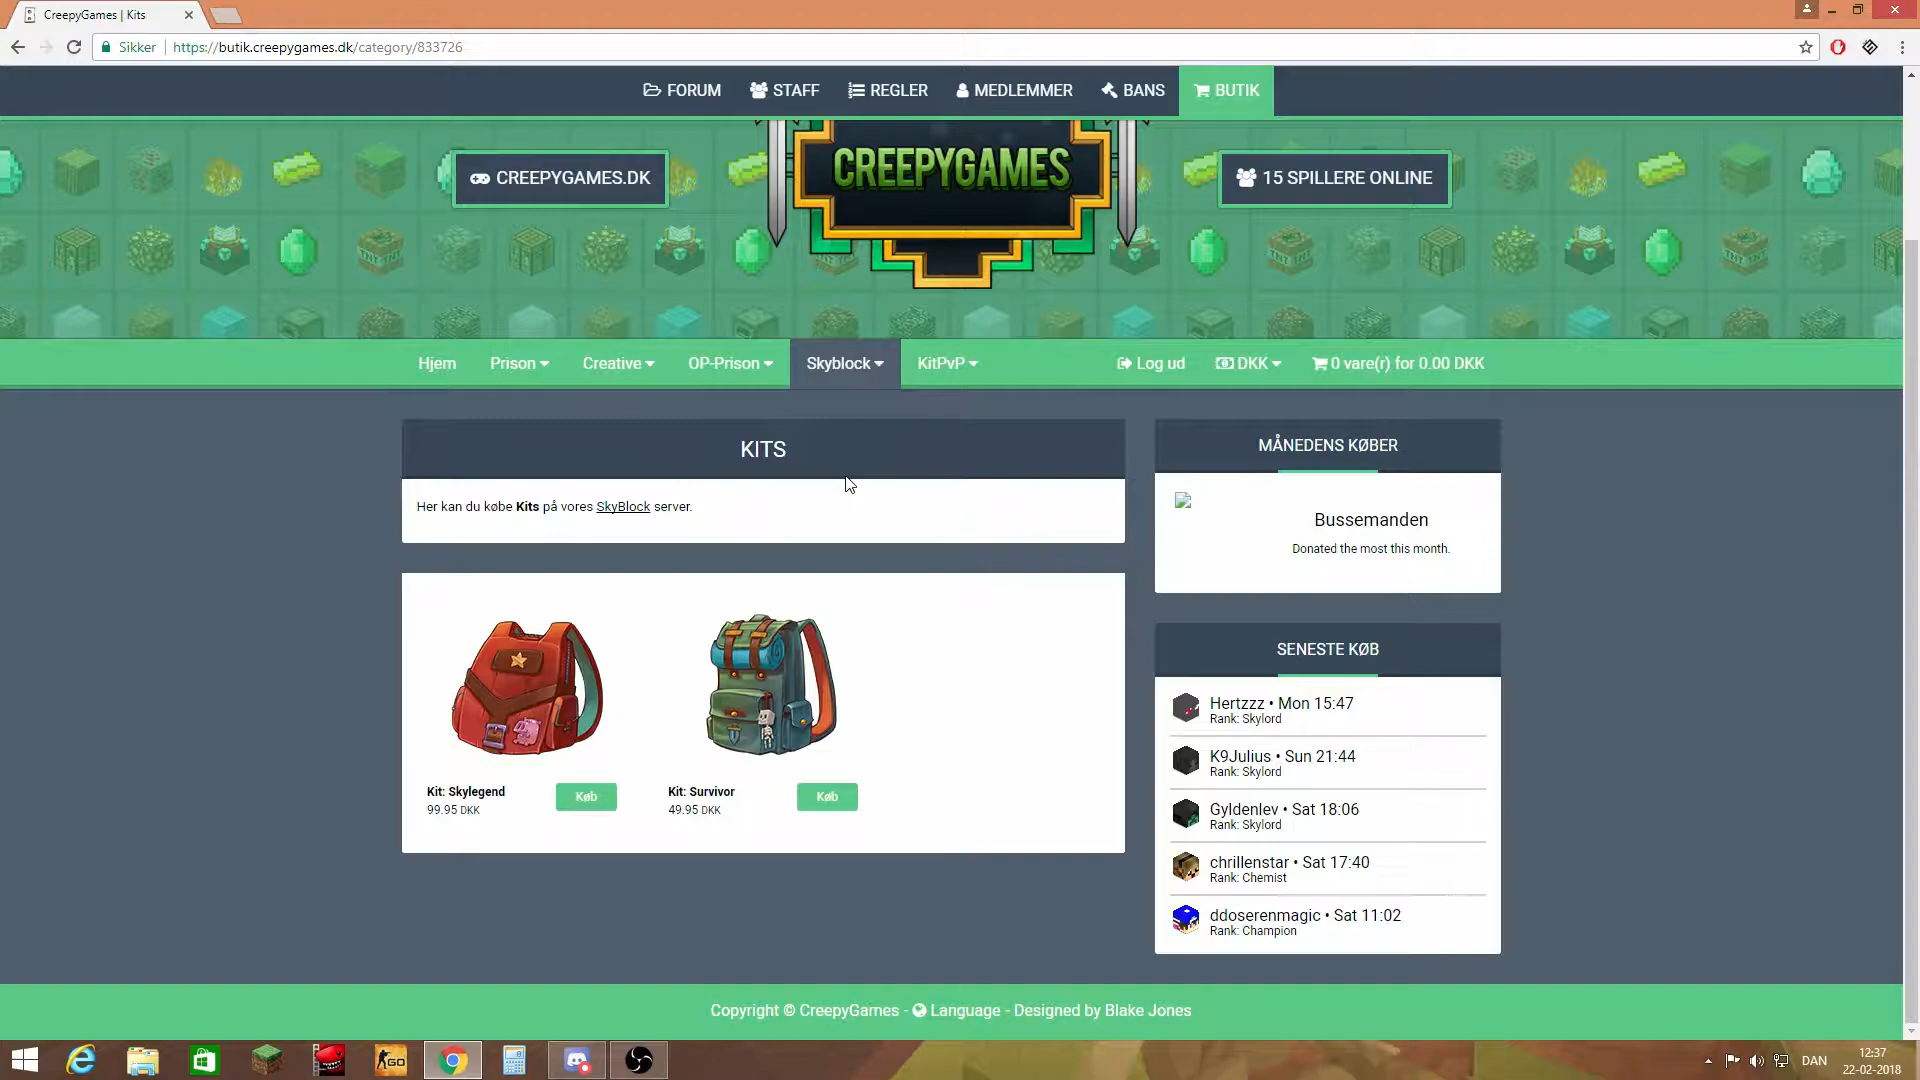 CreepyGames | Kits
Sikker
https://butik.creepygames.dk/category/833726
FORUM
STAFF
REGLER
MEDLEMMER
BANS
BUTIK
CREEPYGAMES.DK
CREEPYGAMES
15 SPILLERE ONLINE
Hjem
Prison
Creative
OP-Prison
Skyblock
KitPvP
Log ud
DKK
0 vare(r) for 0.00 DKK
KITS
Her kan du købe Kits på vores SkyBlock server.
Kit: Skylegend
99.95 DKK
Køb
Kit: Survivor
49.95 DKK
Køb
MÅNEDENS KØBER
Bussemanden
Donated the most this month.
SENESTE KØB
Hertzzz • Mon 15:47
Rank: Skylord
K9Julius • Sun 21:44
Rank: Skylord
Gyldenlev • Sat 18:06
Rank: Skylord
chrillenstar • Sat 17:40
Rank: Chemist
ddoserenmagic • Sat 11:02
Rank: Champion
Copyright © CreepyGames - Language - Designed by Blake Jones
GO
DAN
12:37
22-02-2018